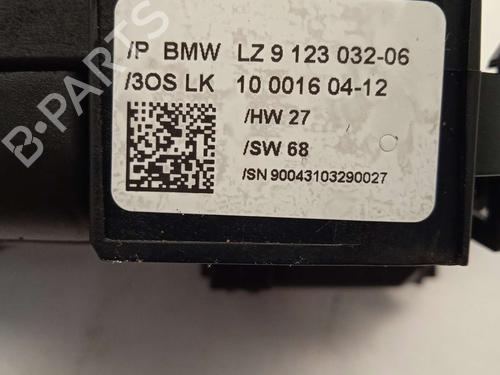 /P BMW LZ 9 123 032-06
/3OS LK 10 0016 04-12
/HW 27
/SW 68
/SN 90043103290027
B-PARTS